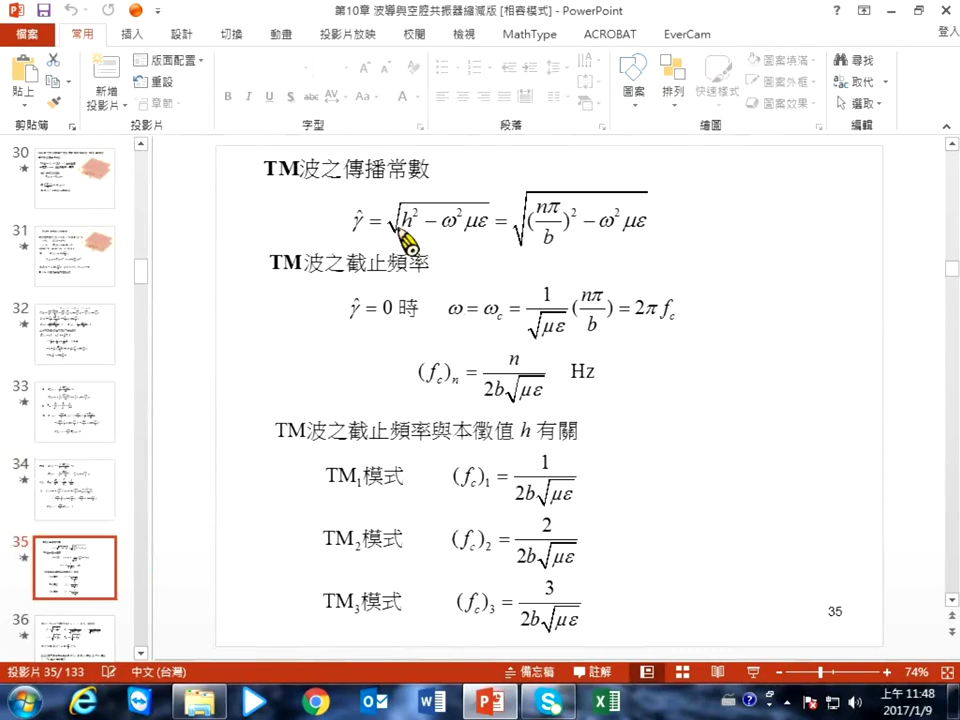 第10章 波導與空腔共振器縮減版 [相容模式] - PowerPoint
登入
檔案 常用 插入 設計 切換 動畫 投影片放映 校閱 檢視 MathType ACROBAT EverCam
貼上
新增
投影片
版面配置
重設
章節
B I U S abc AV Aa A
圖案
排列
快速樣式
圖案填滿
圖案外框
圖案效果
尋找
取代
選取
剪貼簿 投影片 字型 段落 繪圖 編輯
30
31
32
33
34
35
36
TM波之傳播常數
γ̂ = √(h² − ω²με) = √((nπ/b)² − ω²με)
TM波之截止頻率
γ̂ = 0 時 ω = ω_c = 1/√(με) (nπ/b) = 2π f_c
(f_c)_n = n/(2b√(με)) Hz
TM波之截止頻率與本徵值 h 有關
TM₁模式 (f_c)₁ = 1/(2b√(με))
TM₂模式 (f_c)₂ = 2/(2b√(με))
TM₃模式 (f_c)₃ = 3/(2b√(με))
35
投影片 35/133 中文 (台灣) 備忘稿 註解 74%
上午 11:48
2017/1/9